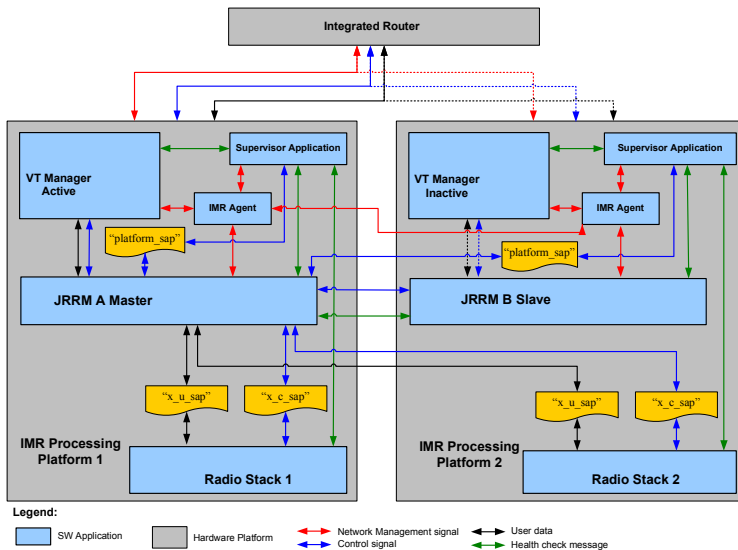 Integrated Router
VT Manager
Active
Supervisor Application
IMR Agent
“platform_sap”
JRRM A Master
“x_u_sap”
“x_c_sap”
IMR Processing
Platform 1
Radio Stack 1
VT Manager
Inactive
Supervisor Application
IMR Agent
“platform_sap”
JRRM B Slave
“x_u_sap”
“x_c_sap”
IMR Processing
Platform 2
Radio Stack 2
Legend:
SW Application
Hardware Platform
Network Management signal
Control signal
User data
Health check message